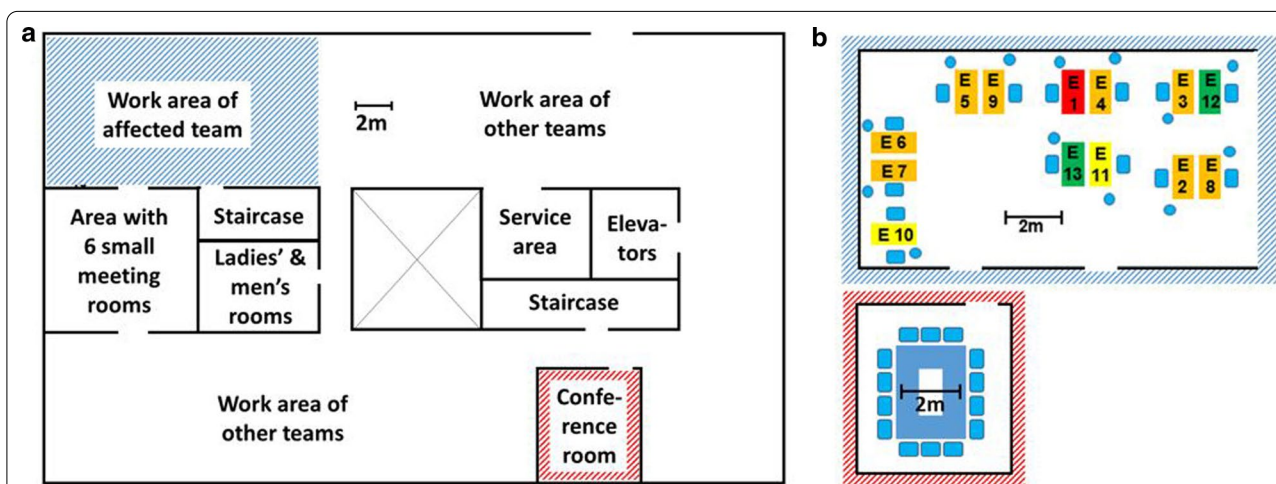 a
Work area of
affected team
2m
Work area of
other teams
Area with
6 small
meeting
rooms
Staircase
Ladies' &
men's
rooms
Service
area
Eleva-
tors
Staircase
Work area of
other teams
Confe-
rence
room
b
E
5
E
9
E
1
E
4
E
3
E
12
E 6
E 7
E
13
E
11
E
2
E
8
E 10
2m
2m